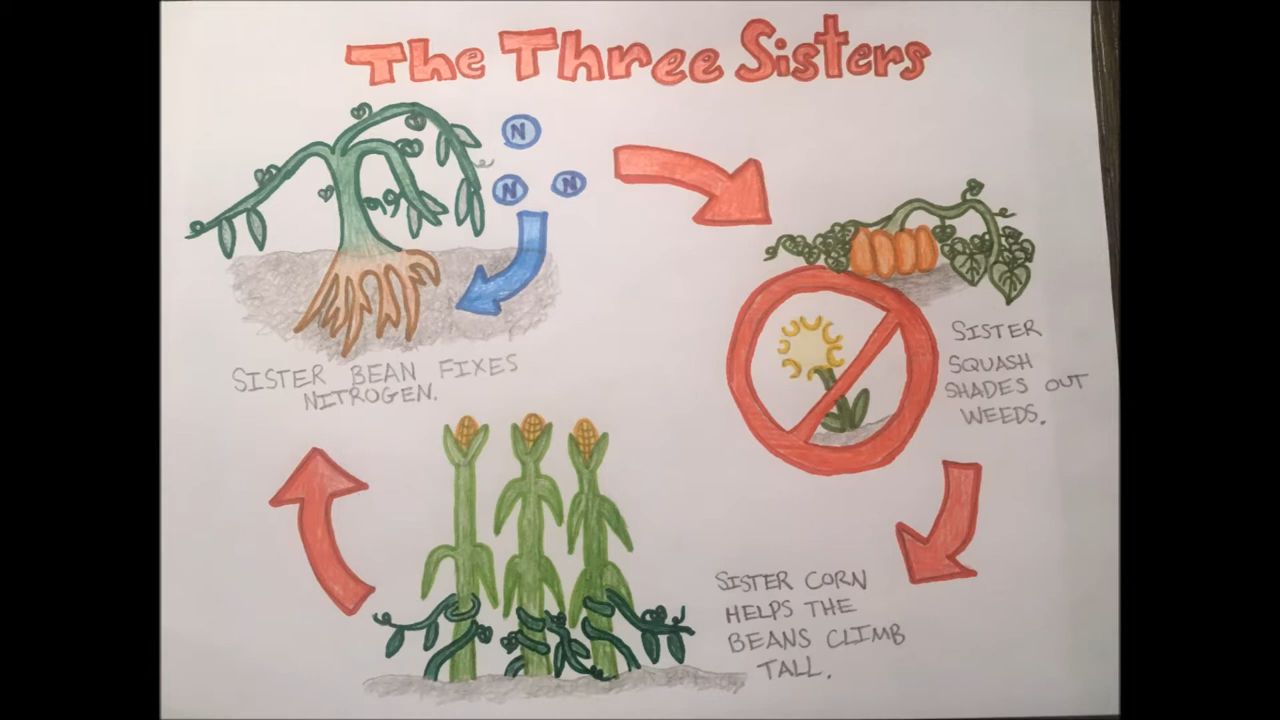 The Three Sisters
N
N
N
SISTER BEAN FIXES
NITROGEN.
SISTER
SQUASH
SHADES OUT
WEEDS.
SISTER CORN
HELPS THE
BEANS CLIMB
TALL.